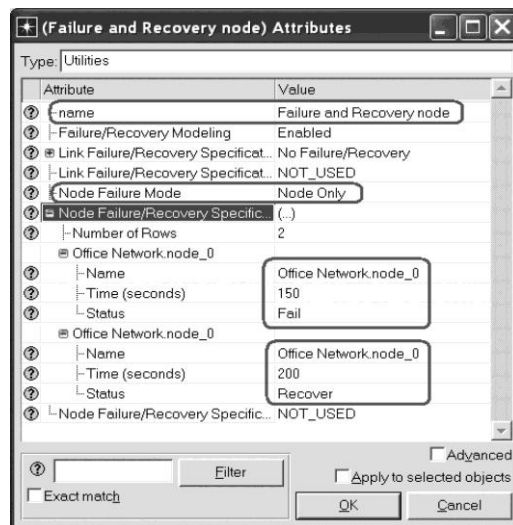 (Failure and Recovery node) Attributes
Type: Utilities
Attribute Value
name Failure and Recovery node
Failure/Recovery Modeling Enabled
Link Failure/Recovery Specificat... No Failure/Recovery
Link Failure/Recovery Specificat... NOT_USED
Node Failure Mode Node Only
Node Failure/Recovery Specific... (...)
Number of Rows 2
Office Network.node_0
Name Office Network.node_0
Time (seconds) 150
Status Fail
Office Network.node_0
Name Office Network.node_0
Time (seconds) 200
Status Recover
Node Failure/Recovery Specific... NOT_USED
Advanced
Filter
Apply to selected objects
Exact match
OK Cancel